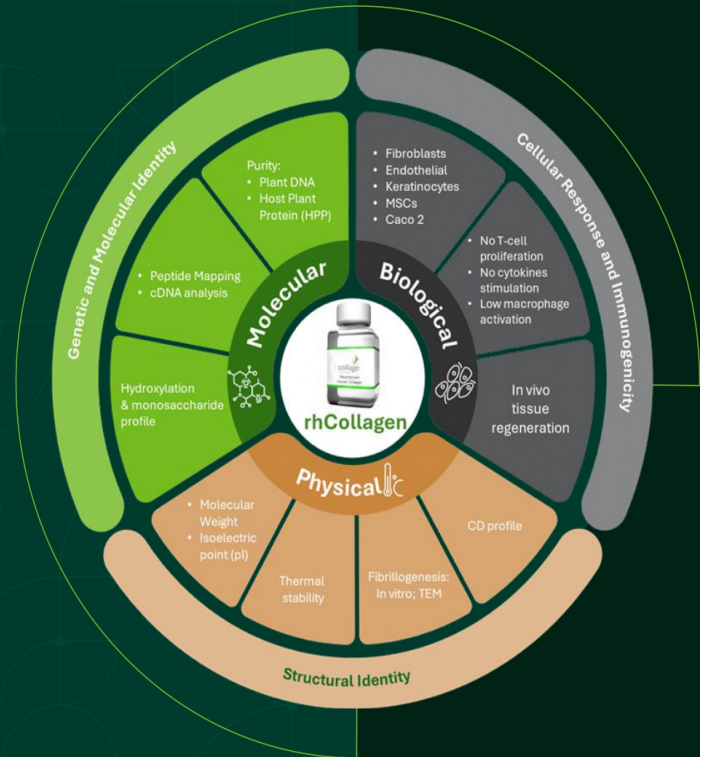 Genetic and Molecular Identity
Cellular Response and Immunogenicity
Structural Identity
Molecular
Biological
Physical
Purity:
• Plant DNA
• Host Plant
Protein (HPP)
• Peptide Mapping
• cDNA analysis
Hydroxylation
& monosaccharide
profile
• Fibroblasts
• Endothelial
• Keratinocytes
• MSCs
• Caco 2
• No T-cell
proliferation
• No cytokines
stimulation
• Low macrophage
activation
In vivo
tissue
regeneration
• Molecular
Weight
• Isoelectric
point (pI)
Thermal
stability
Fibrillogenesis:
In vitro; TEM
CD profile
Recombinant
Human Collagen
rhCollagen